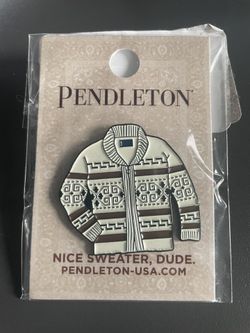 PENDLETON
NICE SWEATER, DUDE.
PENDLETON-USA.COM